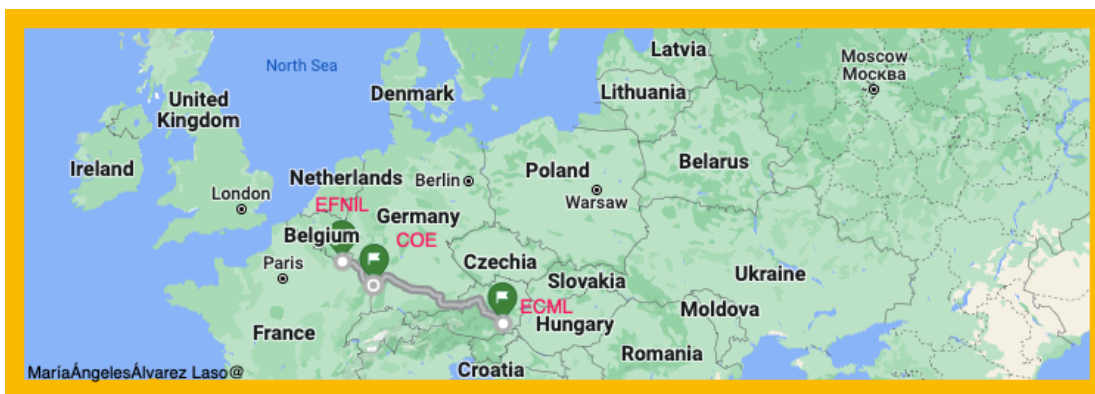 Latvia
Moscow
Москва
North Sea
Denmark
Lithuania
United
Kingdom
Ireland
Belarus
Poland
Netherlands
Berlin
London
Warsaw
EFNIL
Germany
Belgium
COE
Paris
Czechia
Slovakia
Ukraine
ECML
Moldova
Hungary
France
Romania
Croatia
MaríaÁngelesÁlvarez Laso@